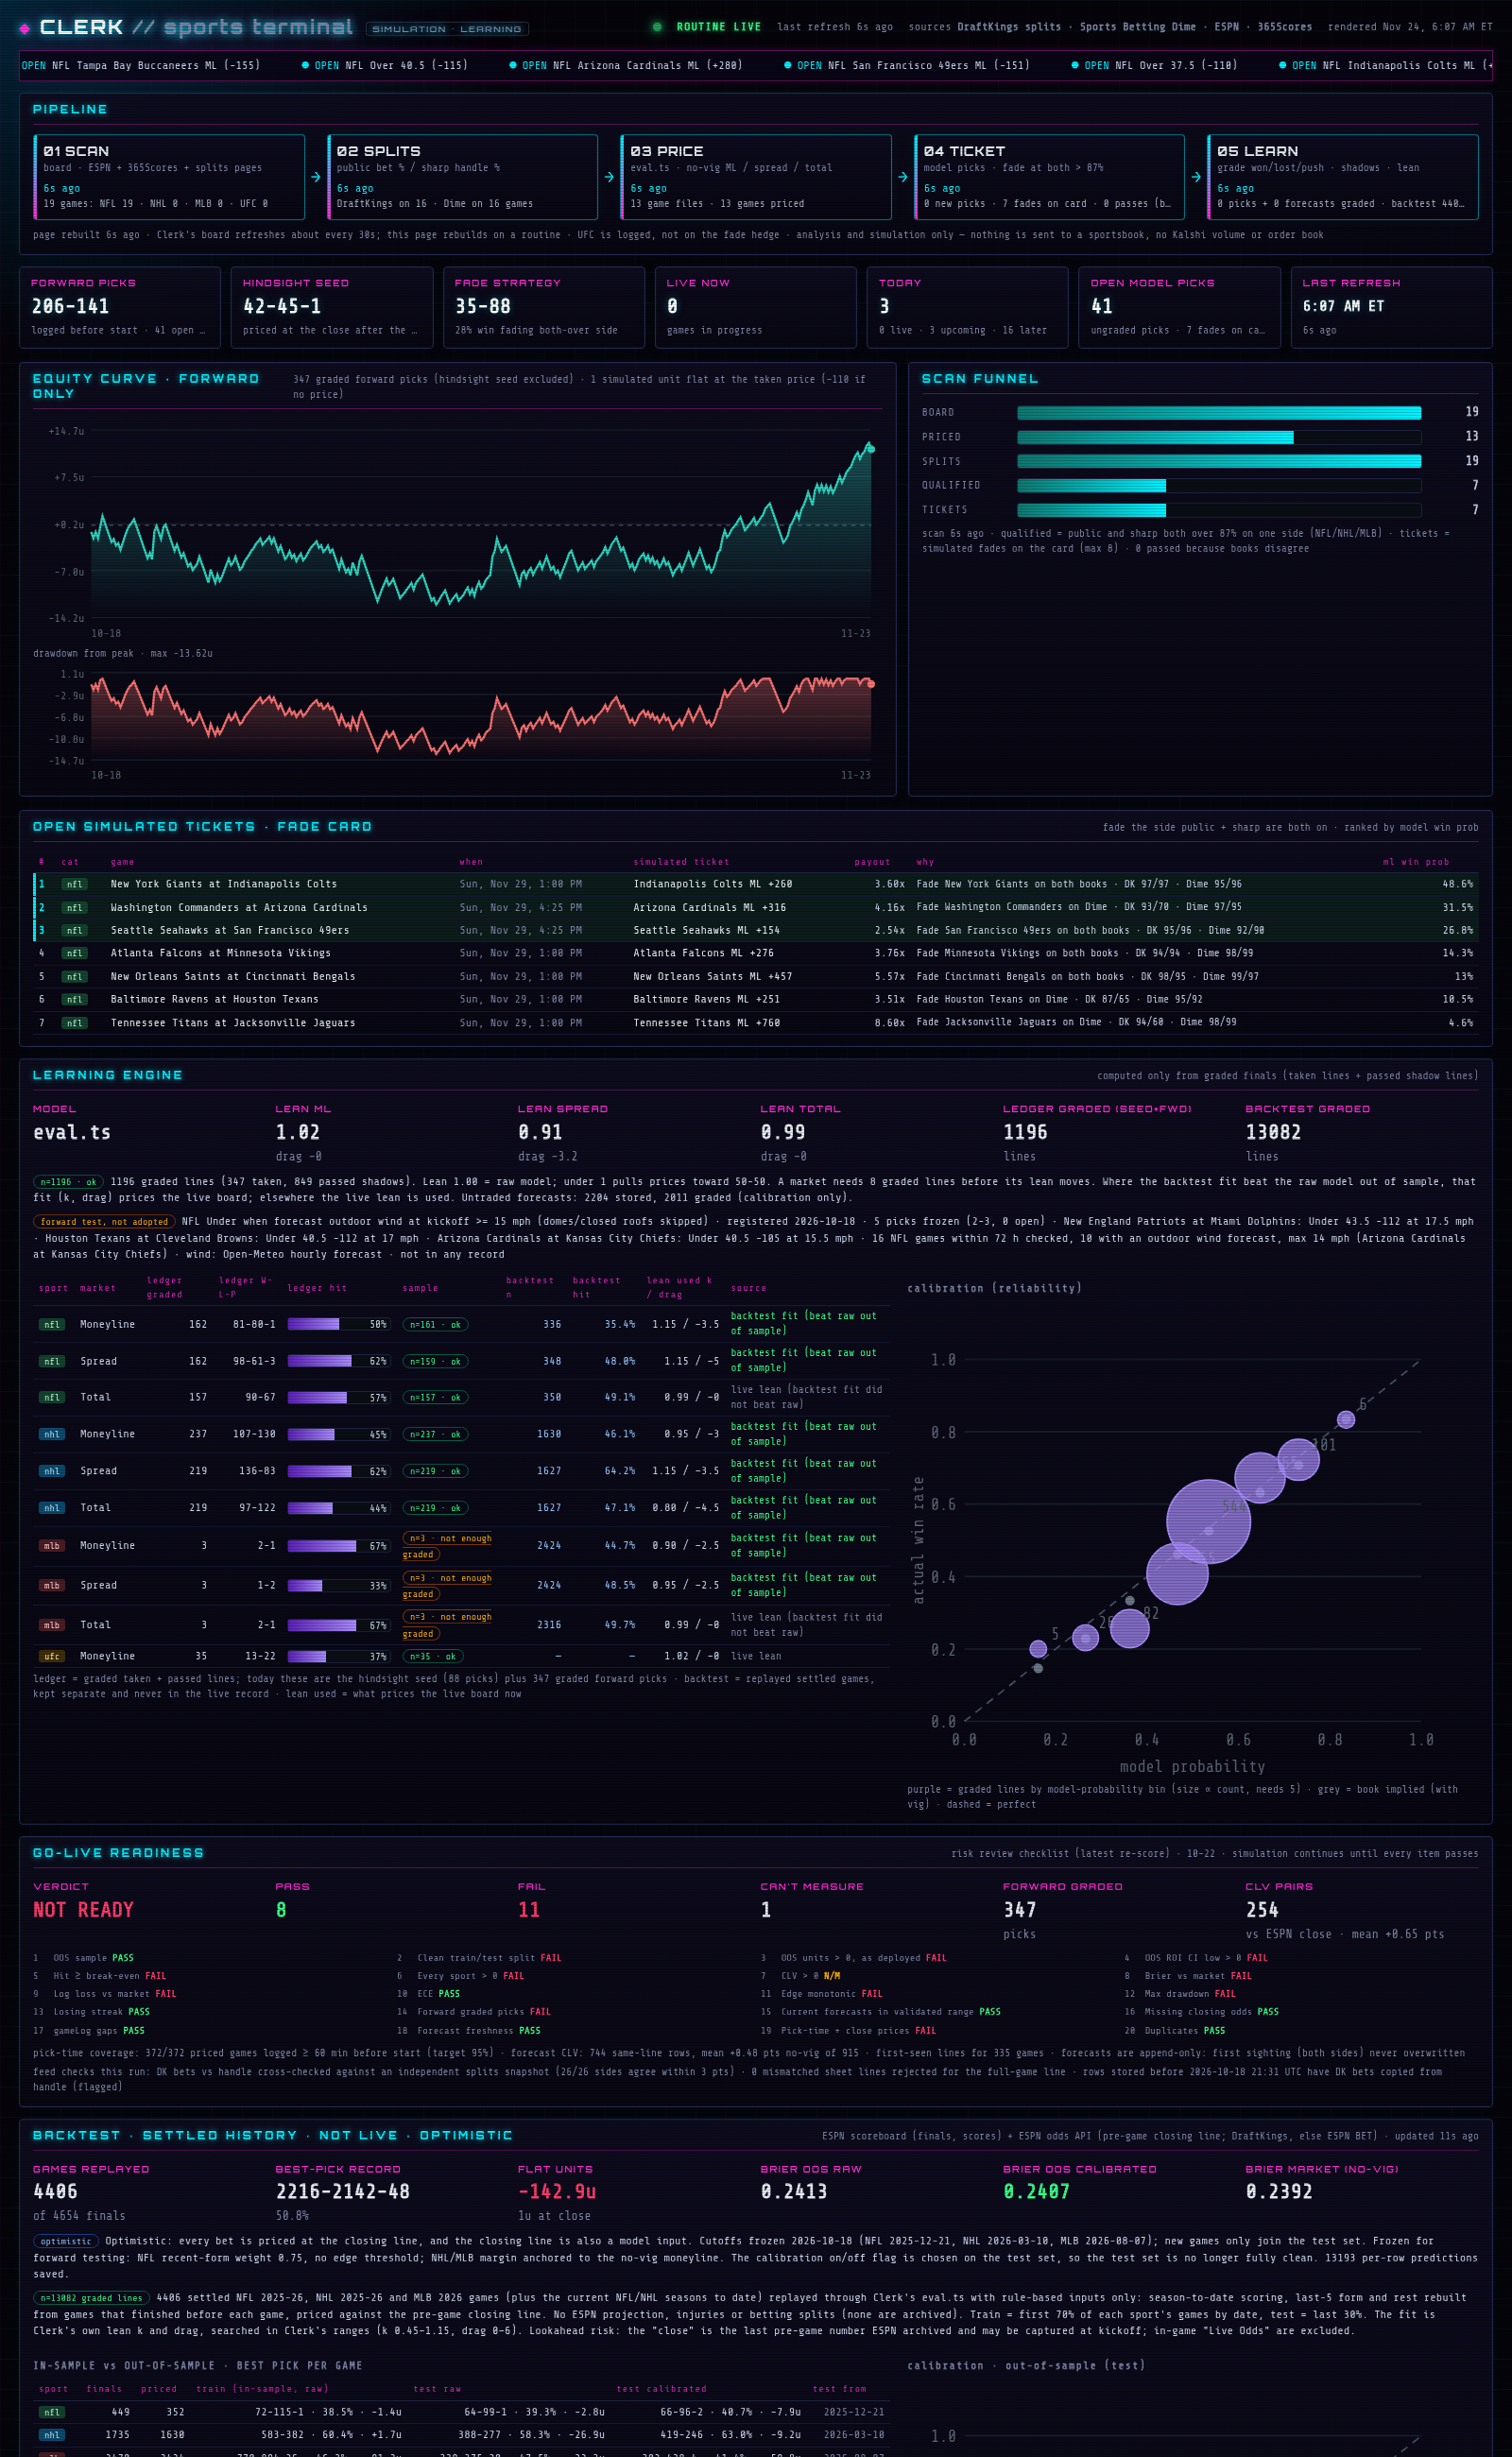 ◆ CLERK // sports terminal SIMULATION · LEARNING
ROUTINE LIVE last refresh 6s ago sources DraftKings splits · Sports Betting Dime · ESPN · 365Scores rendered Nov 24, 6:07 AM ET
OPEN NFL Tampa Bay Buccaneers ML (-155) ● OPEN NFL Over 40.5 (-115) ● OPEN NFL Arizona Cardinals ML (+280) ● OPEN NFL San Francisco 49ers ML (-151) ● OPEN NFL Over 37.5 (-110) ● OPEN NFL Indianapolis Colts ML (+
PIPELINE
01 SCAN
board · ESPN + 365Scores + splits pages
6s ago
19 games: NFL 19 · NHL 0 · MLB 0 · UFC 0
→
02 SPLITS
public bet % / sharp handle %
6s ago
DraftKings on 16 · Dime on 16 games
→
03 PRICE
eval.ts · no-vig ML / spread / total
6s ago
13 game files · 13 games priced
→
04 TICKET
model picks · fade at both > 87%
6s ago
0 new picks · 7 fades on card · 0 passes (b…
→
05 LEARN
grade won/lost/push · shadows · lean
6s ago
0 picks + 0 forecasts graded · backtest 440…
page rebuilt 6s ago · Clerk's board refreshes about every 30s; this page rebuilds on a routine · UFC is logged, not on the fade hedge · analysis and simulation only — nothing is sent to a sportsbook, no Kalshi volume or order book
FORWARD PICKS
206-141
logged before start · 41 open …
HINDSIGHT SEED
42-45-1
priced at the close after the …
FADE STRATEGY
35-88
28% win fading both-over side
LIVE NOW
0
games in progress
TODAY
3
0 live · 3 upcoming · 16 later
OPEN MODEL PICKS
41
ungraded picks · 7 fades on ca…
LAST REFRESH
6:07 AM ET
6s ago
EQUITY CURVE · FORWARD ONLY
347 graded forward picks (hindsight seed excluded) · 1 simulated unit flat at the taken price (-110 if no price)
+14.7u
+7.5u
+0.2u
-7.0u
-14.2u
10-18 11-23
drawdown from peak · max -13.62u
1.1u
-2.9u
-6.8u
-10.8u
-14.7u
10-18 11-23
SCAN FUNNEL
BOARD 19
PRICED 13
SPLITS 19
QUALIFIED 7
TICKETS 7
scan 6s ago · qualified = public and sharp both over 87% on one side (NFL/NHL/MLB) · tickets =
simulated fades on the card (max 8) · 0 passed because books disagree
OPEN SIMULATED TICKETS · FADE CARD
fade the side public + sharp are both on · ranked by model win prob
# cat game when simulated ticket payout why ml win prob
1 nfl New York Giants at Indianapolis Colts Sun, Nov 29, 1:00 PM Indianapolis Colts ML +260 3.60x Fade New York Giants on both books · DK 97/97 · Dime 95/96 48.6%
2 nfl Washington Commanders at Arizona Cardinals Sun, Nov 29, 4:25 PM Arizona Cardinals ML +316 4.16x Fade Washington Commanders on Dime · DK 93/70 · Dime 97/95 31.5%
3 nfl Seattle Seahawks at San Francisco 49ers Sun, Nov 29, 4:25 PM Seattle Seahawks ML +154 2.54x Fade San Francisco 49ers on both books · DK 95/96 · Dime 92/90 26.8%
4 nfl Atlanta Falcons at Minnesota Vikings Sun, Nov 29, 1:00 PM Atlanta Falcons ML +276 3.76x Fade Minnesota Vikings on both books · DK 94/94 · Dime 98/99 14.3%
5 nfl New Orleans Saints at Cincinnati Bengals Sun, Nov 29, 1:00 PM New Orleans Saints ML +457 5.57x Fade Cincinnati Bengals on both books · DK 98/95 · Dime 99/97 13%
6 nfl Baltimore Ravens at Houston Texans Sun, Nov 29, 1:00 PM Baltimore Ravens ML +251 3.51x Fade Houston Texans on Dime · DK 87/65 · Dime 95/92 10.5%
7 nfl Tennessee Titans at Jacksonville Jaguars Sun, Nov 29, 1:00 PM Tennessee Titans ML +760 8.60x Fade Jacksonville Jaguars on Dime · DK 94/60 · Dime 98/99 4.6%
LEARNING ENGINE
computed only from graded finals (taken lines + passed shadow lines)
MODEL
eval.ts
LEAN ML
1.02
drag -0
LEAN SPREAD
0.91
drag -3.2
LEAN TOTAL
0.99
drag -0
LEDGER GRADED (SEED+FWD)
1196
lines
BACKTEST GRADED
13082
lines
n=1196 · ok 1196 graded lines (347 taken, 849 passed shadows). Lean 1.00 = raw model; under 1 pulls prices toward 50-50. A market needs 8 graded lines before its lean moves. Where the backtest fit beat the raw model out of sample, that
fit (k, drag) prices the live board; elsewhere the live lean is used. Untraded forecasts: 2204 stored, 2011 graded (calibration only).
forward test, not adopted NFL Under when forecast outdoor wind at kickoff >= 15 mph (domes/closed roofs skipped) · registered 2026-10-18 · 5 picks frozen (2-3, 0 open) · New England Patriots at Miami Dolphins: Under 43.5 -112 at 17.5 mph
· Houston Texans at Cleveland Browns: Under 40.5 -112 at 17 mph · Arizona Cardinals at Kansas City Chiefs: Under 40.5 -105 at 15.5 mph · 16 NFL games within 72 h checked, 10 with an outdoor wind forecast, max 14 mph (Arizona Cardinals
at Kansas City Chiefs) · wind: Open-Meteo hourly forecast · not in any record
sport market ledger graded ledger W-L-P ledger hit sample backtest n backtest hit lean used k / drag source
nfl Moneyline 162 81-80-1 50% n=161 · ok 336 35.4% 1.15 / -3.5 backtest fit (beat raw out of sample)
nfl Spread 162 98-61-3 62% n=159 · ok 348 48.0% 1.15 / -5 backtest fit (beat raw out of sample)
nfl Total 157 90-67 57% n=157 · ok 350 49.1% 0.99 / -0 live lean (backtest fit did not beat raw)
nhl Moneyline 237 107-130 45% n=237 · ok 1630 46.1% 0.95 / -3 backtest fit (beat raw out of sample)
nhl Spread 219 136-83 62% n=219 · ok 1627 64.2% 1.15 / -3.5 backtest fit (beat raw out of sample)
nhl Total 219 97-122 44% n=219 · ok 1627 47.1% 0.80 / -4.5 backtest fit (beat raw out of sample)
mlb Moneyline 3 2-1 67% n=3 · not enough graded 2424 44.7% 0.90 / -2.5 backtest fit (beat raw out of sample)
mlb Spread 3 1-2 33% n=3 · not enough graded 2424 48.5% 0.95 / -2.5 backtest fit (beat raw out of sample)
mlb Total 3 2-1 67% n=3 · not enough graded 2316 49.7% 0.99 / -0 live lean (backtest fit did not beat raw)
ufc Moneyline 35 13-22 37% n=35 · ok — — 1.02 / -0 live lean
ledger = graded taken + passed lines; today these are the hindsight seed (88 picks) plus 347 graded forward picks · backtest = replayed settled games,
kept separate and never in the live record · lean used = what prices the live board now
calibration (reliability)
1.0
0.8
0.6
0.4
0.2
0.0
actual win rate
6
101
544
82
5
0.0 0.2 0.4 0.6 0.8 1.0
model probability
purple = graded lines by model-probability bin (size ∝ count, needs 5) · grey = book implied (with
vig) · dashed = perfect
GO-LIVE READINESS
risk review checklist (latest re-score) · 10-22 · simulation continues until every item passes
VERDICT
NOT READY
PASS
8
FAIL
11
CAN'T MEASURE
1
FORWARD GRADED
347
picks
CLV PAIRS
254
vs ESPN close · mean +0.65 pts
1 OOS sample PASS 2 Clean train/test split FAIL 3 OOS units > 0, as deployed FAIL 4 OOS ROI CI low > 0 FAIL
5 Hit ≥ break-even FAIL 6 Every sport > 0 FAIL 7 CLV > 0 N/M 8 Brier vs market FAIL
9 Log loss vs market FAIL 10 ECE PASS 11 Edge monotonic FAIL 12 Max drawdown FAIL
13 Losing streak PASS 14 Forward graded picks FAIL 15 Current forecasts in validated range PASS 16 Missing closing odds PASS
17 gameLog gaps PASS 18 Forecast freshness PASS 19 Pick-time + close prices FAIL 20 Duplicates PASS
pick-time coverage: 372/372 priced games logged ≥ 60 min before start (target 95%) · forecast CLV: 744 same-line rows, mean +0.48 pts no-vig of 915 · first-seen lines for 335 games · forecasts are append-only: first sighting (both sides) never overwritten
feed checks this run: DK bets vs handle cross-checked against an independent splits snapshot (26/26 sides agree within 3 pts) · 0 mismatched sheet lines rejected for the full-game line · rows stored before 2026-10-18 21:31 UTC have DK bets copied from
handle (flagged)
BACKTEST · SETTLED HISTORY · NOT LIVE · OPTIMISTIC
ESPN scoreboard (finals, scores) + ESPN odds API (pre-game closing line; DraftKings, else ESPN BET) · updated 11s ago
GAMES REPLAYED
4406
of 4654 finals
BEST-PICK RECORD
2216-2142-48
50.8%
FLAT UNITS
-142.9u
1u at close
BRIER OOS RAW
0.2413
BRIER OOS CALIBRATED
0.2407
BRIER MARKET (NO-VIG)
0.2392
optimistic Optimistic: every bet is priced at the closing line, and the closing line is also a model input. Cutoffs frozen 2026-10-18 (NFL 2025-12-21, NHL 2026-03-10, MLB 2026-08-07); new games only join the test set. Frozen for
forward testing: NFL recent-form weight 0.75, no edge threshold; NHL/MLB margin anchored to the no-vig moneyline. The calibration on/off flag is chosen on the test set, so the test set is no longer fully clean. 13193 per-row predictions
saved.
n=13082 graded lines 4406 settled NFL 2025-26, NHL 2025-26 and MLB 2026 games (plus the current NFL/NHL seasons to date) replayed through Clerk's eval.ts with rule-based inputs only: season-to-date scoring, last-5 form and rest rebuilt
from games that finished before each game, priced against the pre-game closing line. No ESPN projection, injuries or betting splits (none are archived). Train = first 70% of each sport's games by date, test = last 30%. The fit is
Clerk's own lean k and drag, searched in Clerk's ranges (k 0.45-1.15, drag 0-6). Lookahead risk: the "close" is the last pre-game number ESPN archived and may be captured at kickoff; in-game "Live Odds" are excluded.
IN-SAMPLE vs OUT-OF-SAMPLE · BEST PICK PER GAME
sport finals priced train (in-sample, raw) test raw test calibrated test from
nfl 449 352 72-115-1 · 38.5% · -1.4u 64-99-1 · 39.3% · -2.8u 66-96-2 · 40.7% · -7.9u 2025-12-21
nhl 1735 1630 583-382 · 60.4% · +1.7u 388-277 · 58.3% · -26.9u 419-246 · 63.0% · -9.2u 2026-03-10
calibration · out-of-sample (test)
1.0